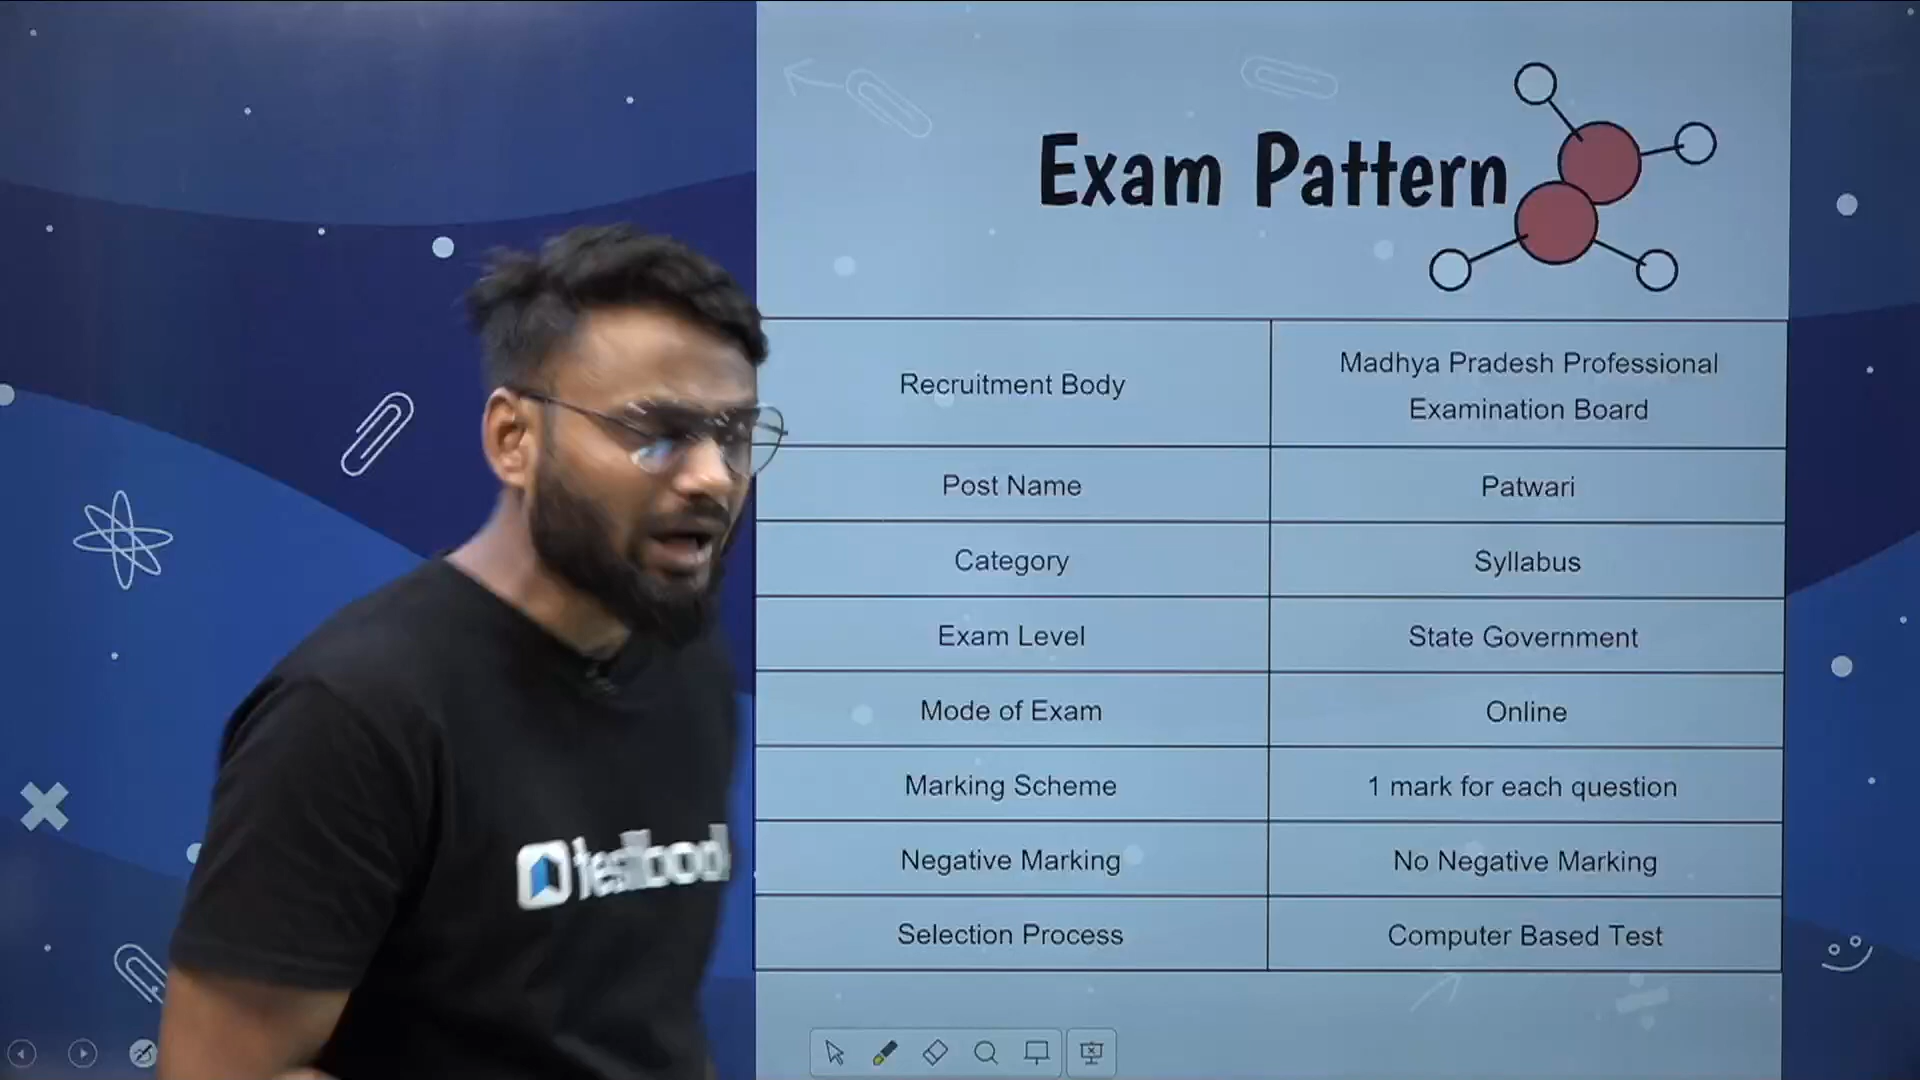 Exam Pattern
Recruitment Body
Madhya Pradesh Professional
Examination Board
Post Name
Patwari
Category
Syllabus
Exam Level
State Government
Mode of Exam
Online
Marking Scheme
1 mark for each question
Negative Marking
No Negative Marking
Selection Process
Computer Based Test
testbook